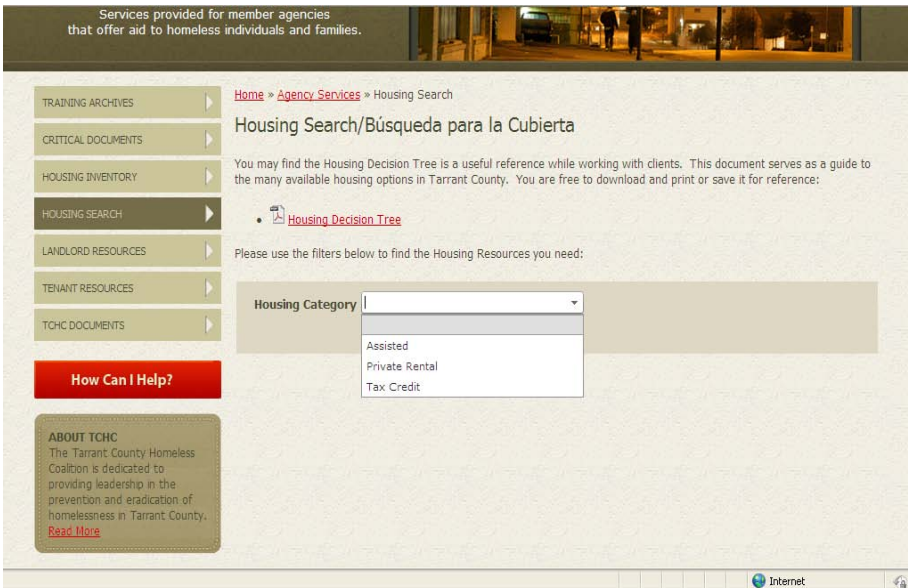 Services provided for member agencies
that offer aid to homeless individuals and families.
TRAINING ARCHIVES
CRITICAL DOCUMENTS
HOUSING INVENTORY
HOUSING SEARCH
LANDLORD RESOURCES
TENANT RESOURCES
TCHC DOCUMENTS
How Can I Help?
ABOUT TCHC
The Tarrant County Homeless
Coalition is dedicated to
providing leadership in the
prevention and eradication of
homelessness in Tarrant County.
Read More
Home » Agency Services » Housing Search
Housing Search/Búsqueda para la Cubierta
You may find the Housing Decision Tree is a useful reference while working with clients. This document serves as a guide to
the many available housing options in Tarrant County. You are free to download and print or save it for reference:
• Housing Decision Tree
Please use the filters below to find the Housing Resources you need:
Housing Category
Assisted
Private Rental
Tax Credit
Internet